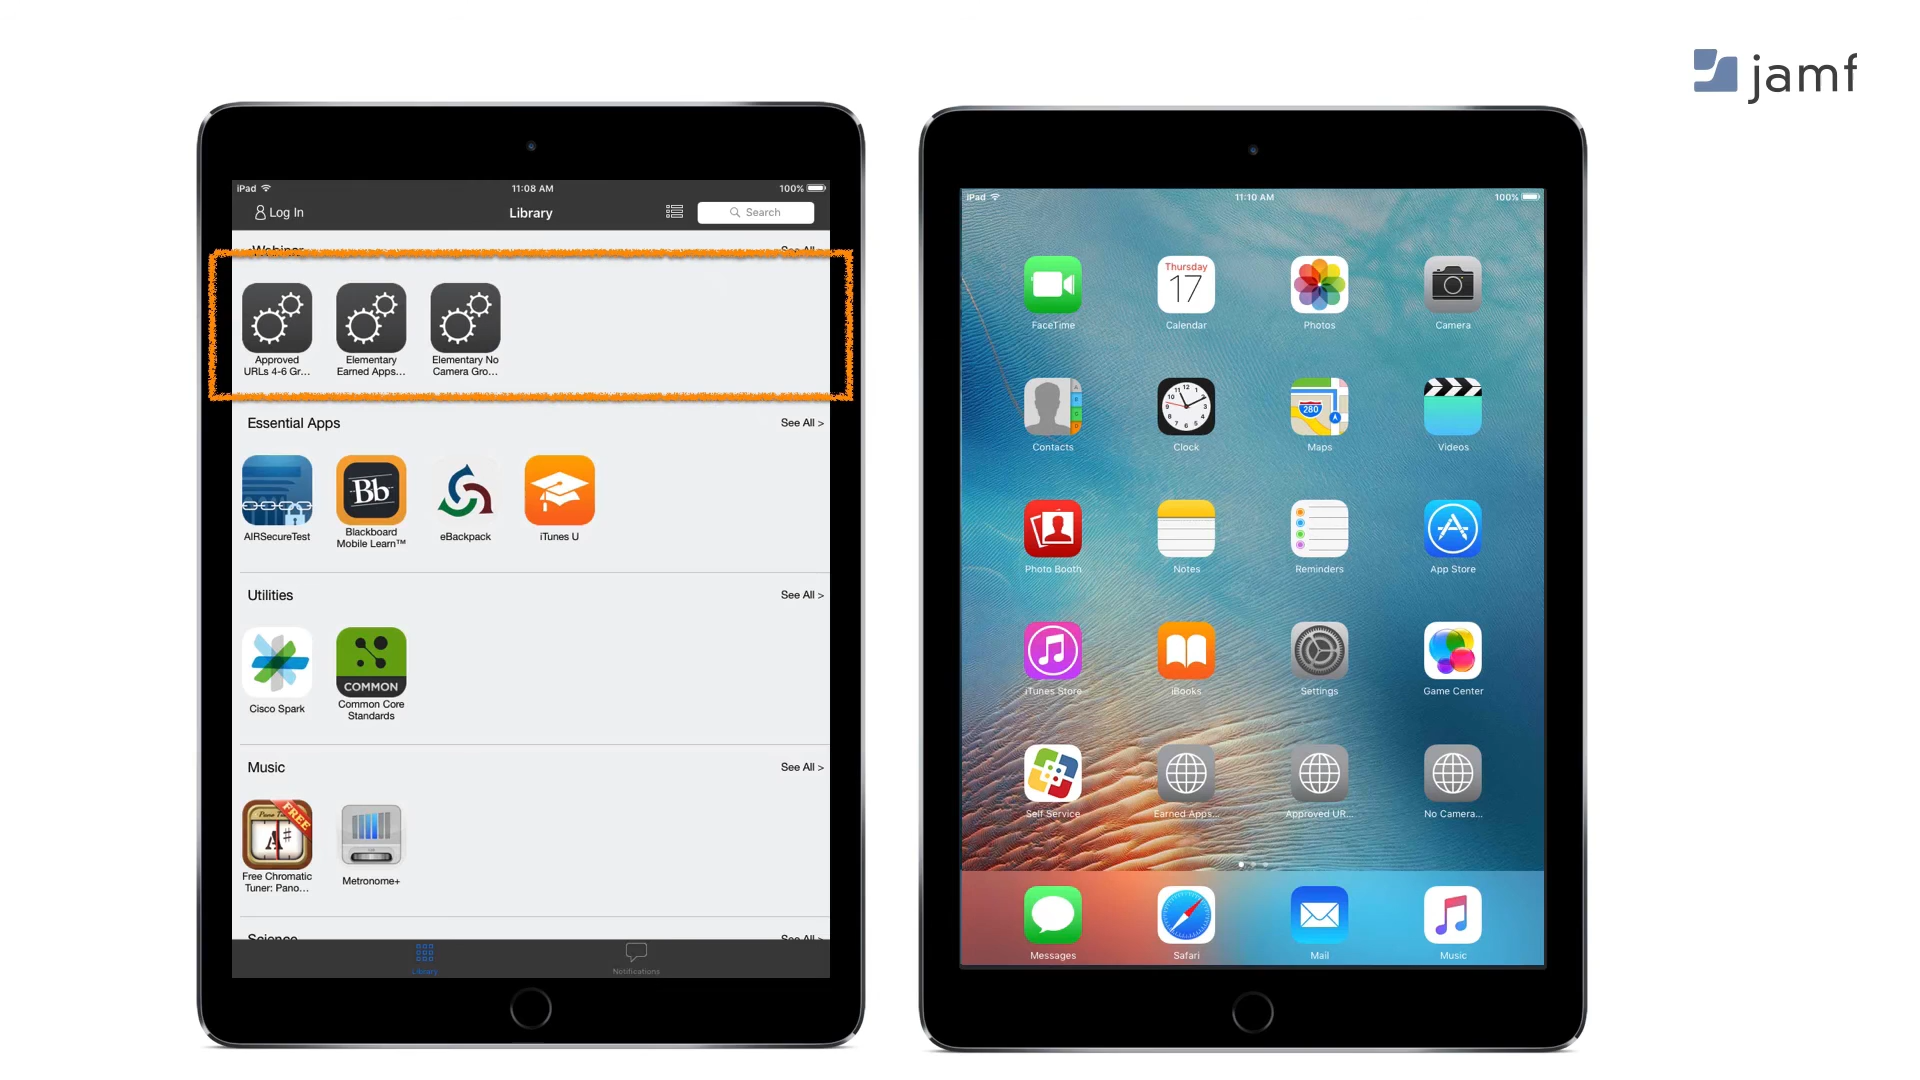 jamf
iPad 11:08 AM 100%
Log In Library Search
Webinar See All >
Approved
URLs 4-6 Gr...
Elementary
Earned Apps...
Elementary No
Camera Gro...
Essential Apps See All >
AIRSecureTest
Bb
Blackboard
Mobile Learn™
eBackpack
iTunes U
Utilities See All >
Cisco Spark
COMMON
Common Core
Standards
Music See All >
FREE
A#
Free Chromatic
Tuner: Pano...
Metronome+
Science See All >
Library Notifications
iPad 11:10 AM 100%
Thursday
17
FaceTime Calendar Photos Camera
280
Contacts Clock Maps Videos
Photo Booth Notes Reminders App Store
iTunes Store iBooks Settings Game Center
Self Service Earned Apps... Approved UR... No Camera...
Messages Safari Mail Music